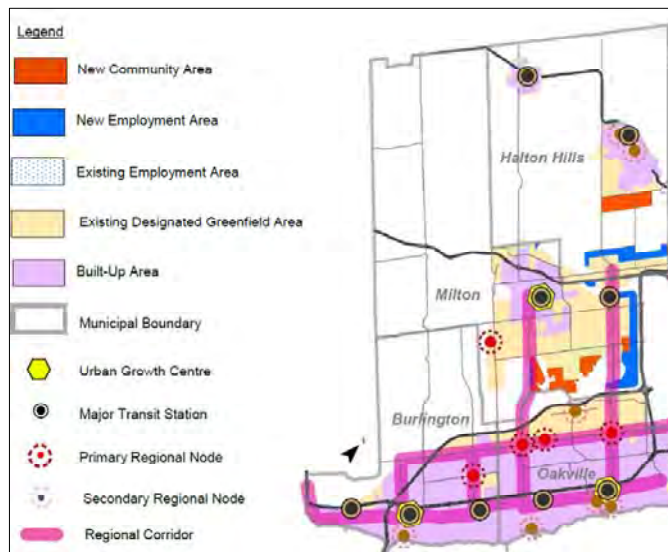 Legend
New Community Area
New Employment Area
Existing Employment Area
Existing Designated Greenfield Area
Built-Up Area
Municipal Boundary
Urban Growth Centre
Major Transit Station
Primary Regional Node
Secondary Regional Node
Regional Corridor
Halton Hills
Milton
Burlington
Oakville